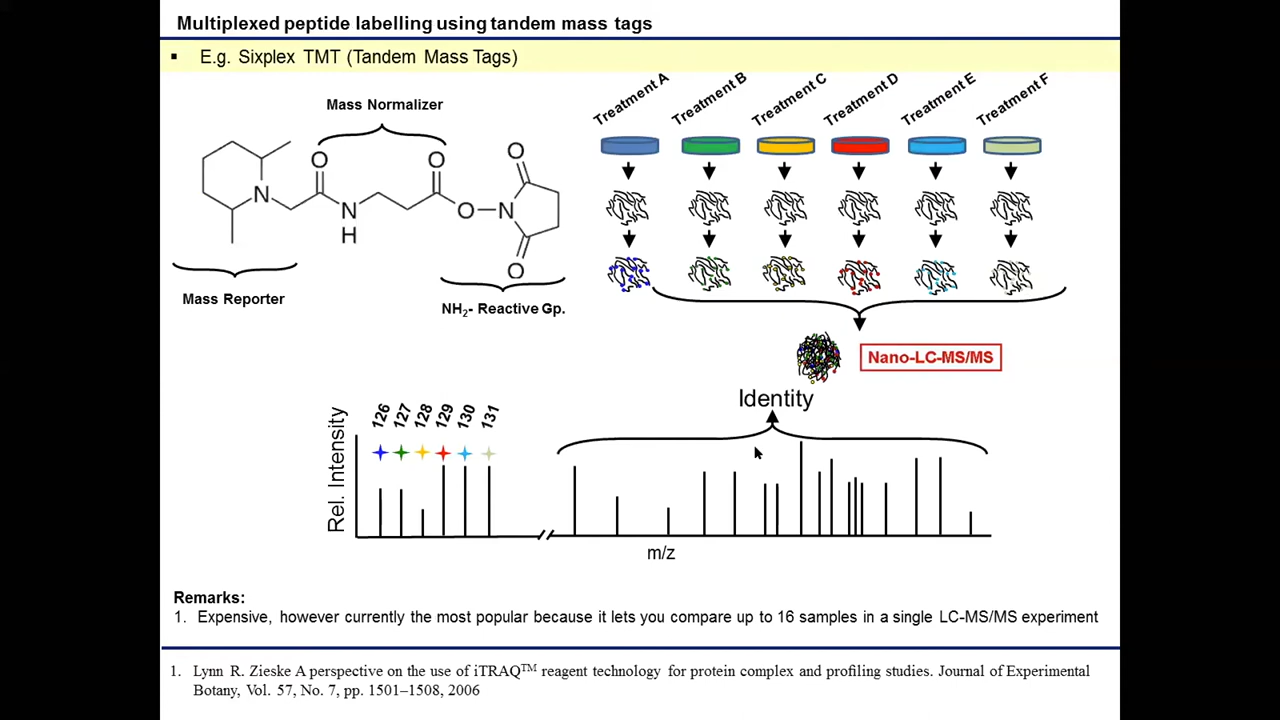 Multiplexed peptide labelling using tandem mass tags
▪ E.g. Sixplex TMT (Tandem Mass Tags)
Mass Normalizer
O
O
O
N
N
H
O
N
O
Mass Reporter
NH2- Reactive Gp.
Treatment A
Treatment B
Treatment C
Treatment D
Treatment E
Treatment F
Nano-LC-MS/MS
Identity
126
127
128
129
130
131
Rel. Intensity
m/z
Remarks:
1. Expensive, however currently the most popular because it lets you compare up to 16 samples in a single LC-MS/MS experiment
1. Lynn R. Zieske A perspective on the use of iTRAQTM reagent technology for protein complex and profiling studies. Journal of Experimental
Botany, Vol. 57, No. 7, pp. 1501–1508, 2006